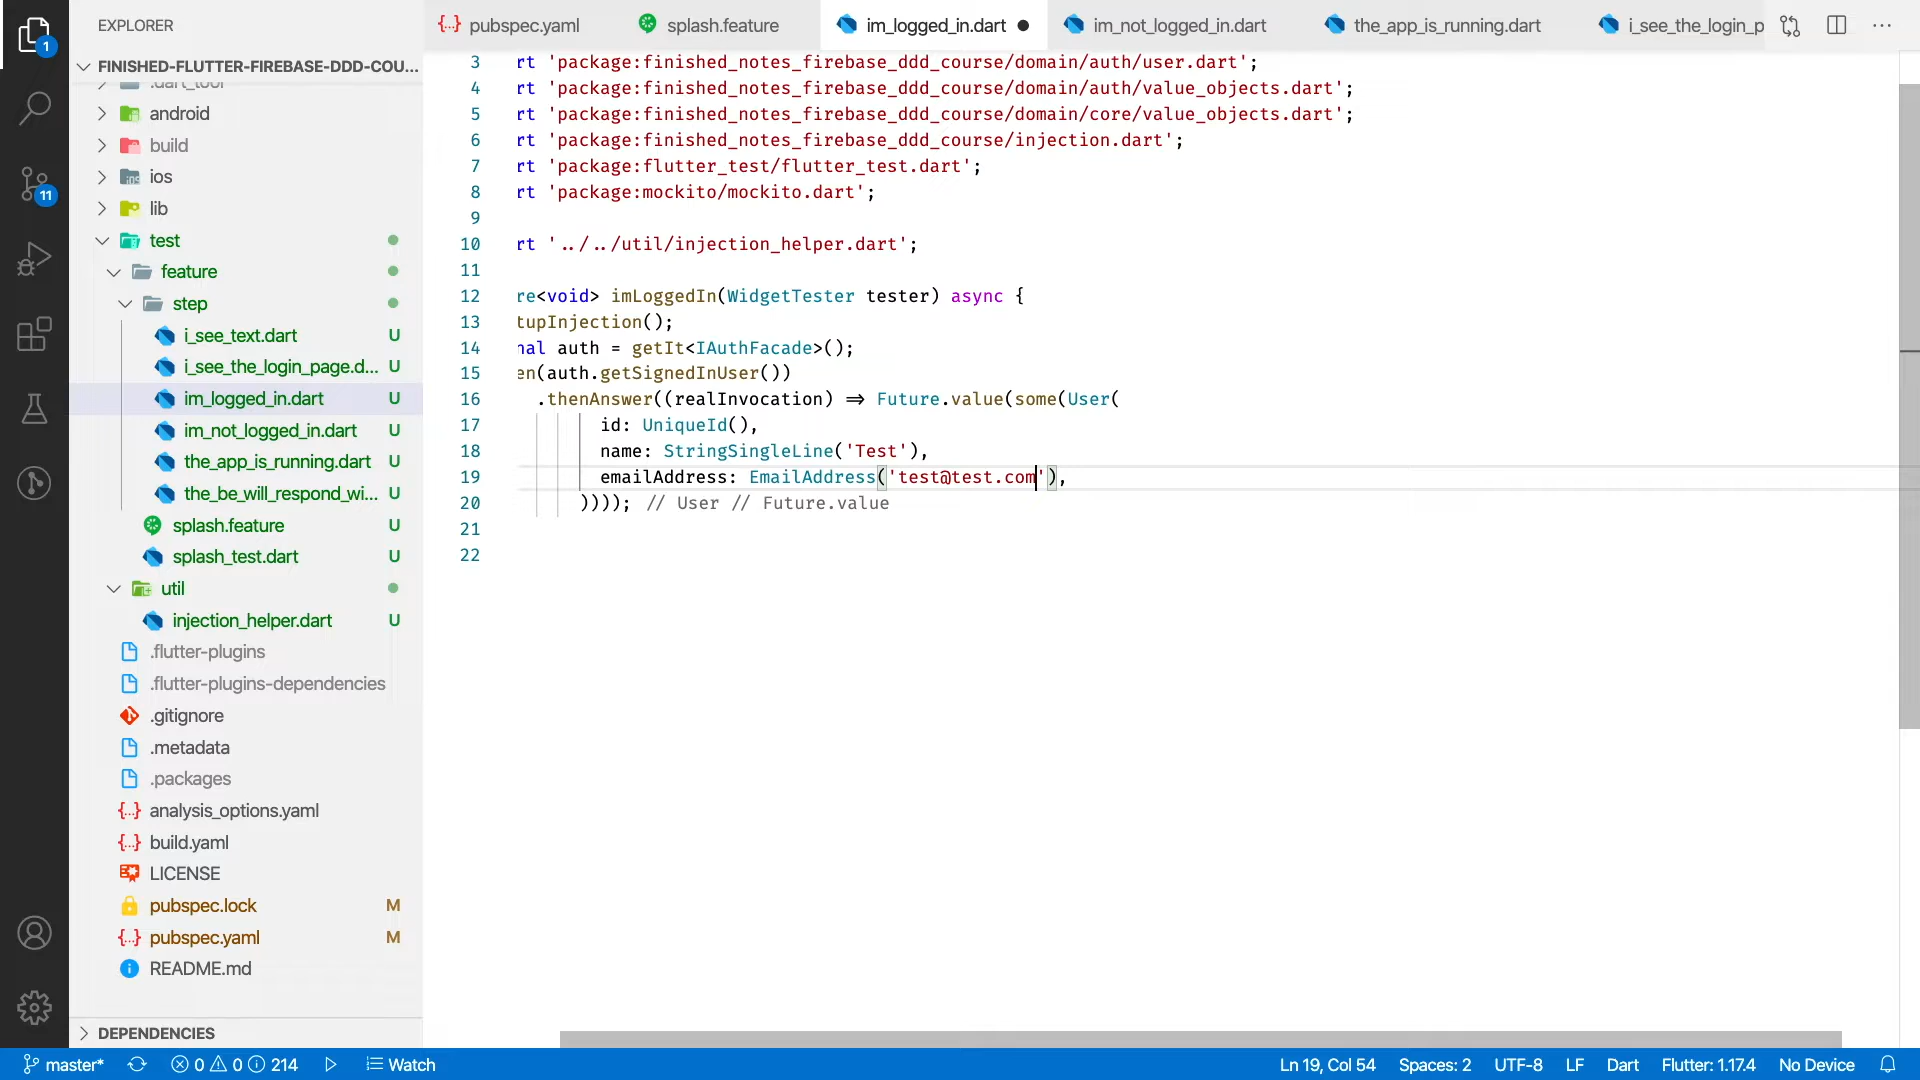 EXPLORER
pubspec.yaml
splash.feature
im_logged_in.dart
im_not_logged_in.dart
the_app_is_running.dart
i_see_the_login_p
1
FINISHED-FLUTTER-FIREBASE-DDD-COU...
.dart_tool
android
build
ios
lib
11
test
feature
step
i_see_text.dart U
i_see_the_login_page.d... U
im_logged_in.dart U
im_not_logged_in.dart U
the_app_is_running.dart U
the_be_will_respond_wi... U
splash.feature U
splash_test.dart U
util
injection_helper.dart U
.flutter-plugins
.flutter-plugins-dependencies
.gitignore
.metadata
.packages
analysis_options.yaml
build.yaml
LICENSE
pubspec.lock M
pubspec.yaml M
README.md
DEPENDENCIES
3 rt 'package:finished_notes_firebase_ddd_course/domain/auth/user.dart';
4 rt 'package:finished_notes_firebase_ddd_course/domain/auth/value_objects.dart';
5 rt 'package:finished_notes_firebase_ddd_course/domain/core/value_objects.dart';
6 rt 'package:finished_notes_firebase_ddd_course/injection.dart';
7 rt 'package:flutter_test/flutter_test.dart';
8 rt 'package:mockito/mockito.dart';
9
10 rt '../../util/injection_helper.dart';
11
12 re<void> imLoggedIn(WidgetTester tester) async {
13 tupInjection();
14 nal auth = getIt<IAuthFacade>();
15 en(auth.getSignedInUser())
16 .thenAnswer((realInvocation) => Future.value(some(User(
17 id: UniqueId(),
18 name: StringSingleLine('Test'),
19 emailAddress: EmailAddress('test@test.com'),
20 )))); // User // Future.value
21
22
master* 0 0 214 Watch Ln 19, Col 54 Spaces: 2 UTF-8 LF Dart Flutter: 1.17.4 No Device